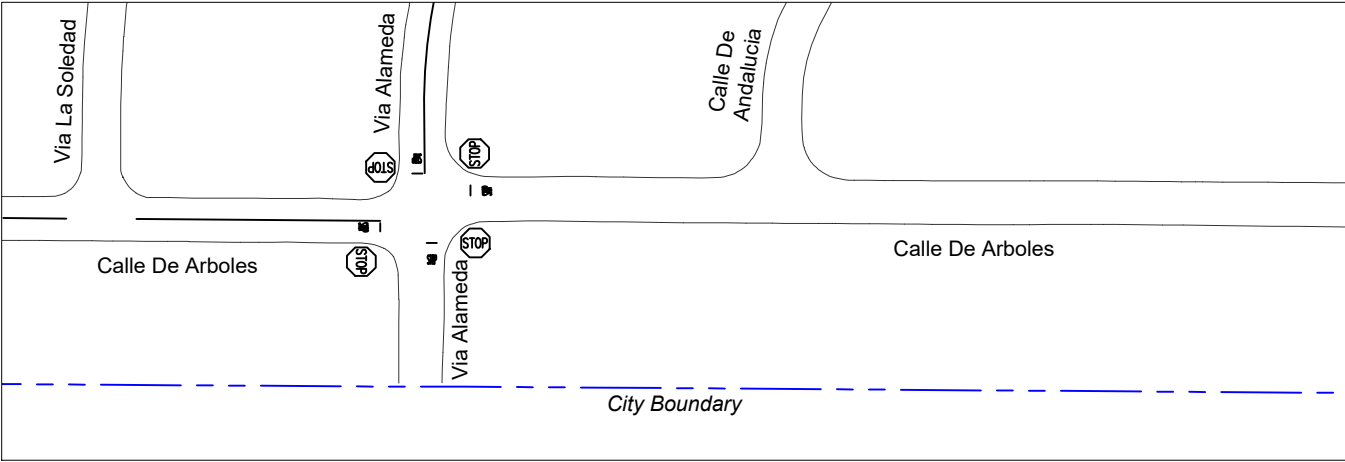 Via La Soledad
Via Alameda
Calle De
Andalucia
STOP
STOP
STOP
STOP
Calle De Arboles
Calle De Arboles
Via Alameda
City Boundary